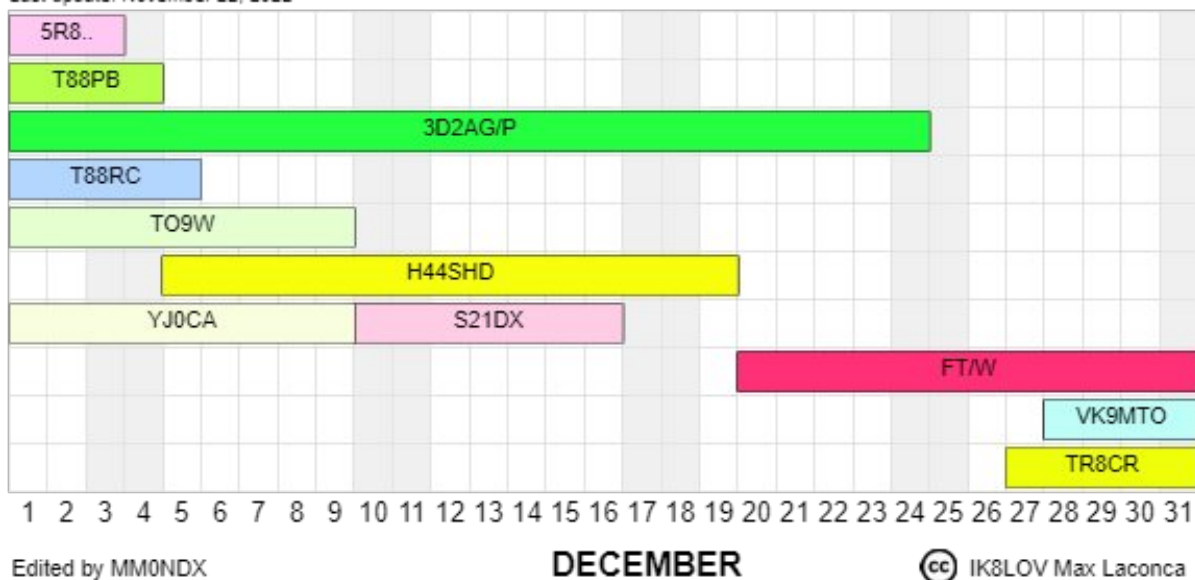 5R8..
T88PB
3D2AG/P
T88RC
TO9W
H44SHD
YJ0CA S21DX
FT/W
VK9MTO
TR8CR
1 2 3 4 5 6 7 8 9 10 11 12 13 14 15 16 17 18 19 20 21 22 23 24 25 26 27 28 29 30 31
Edited by MM0NDX DECEMBER cc IK8LOV Max Laconca